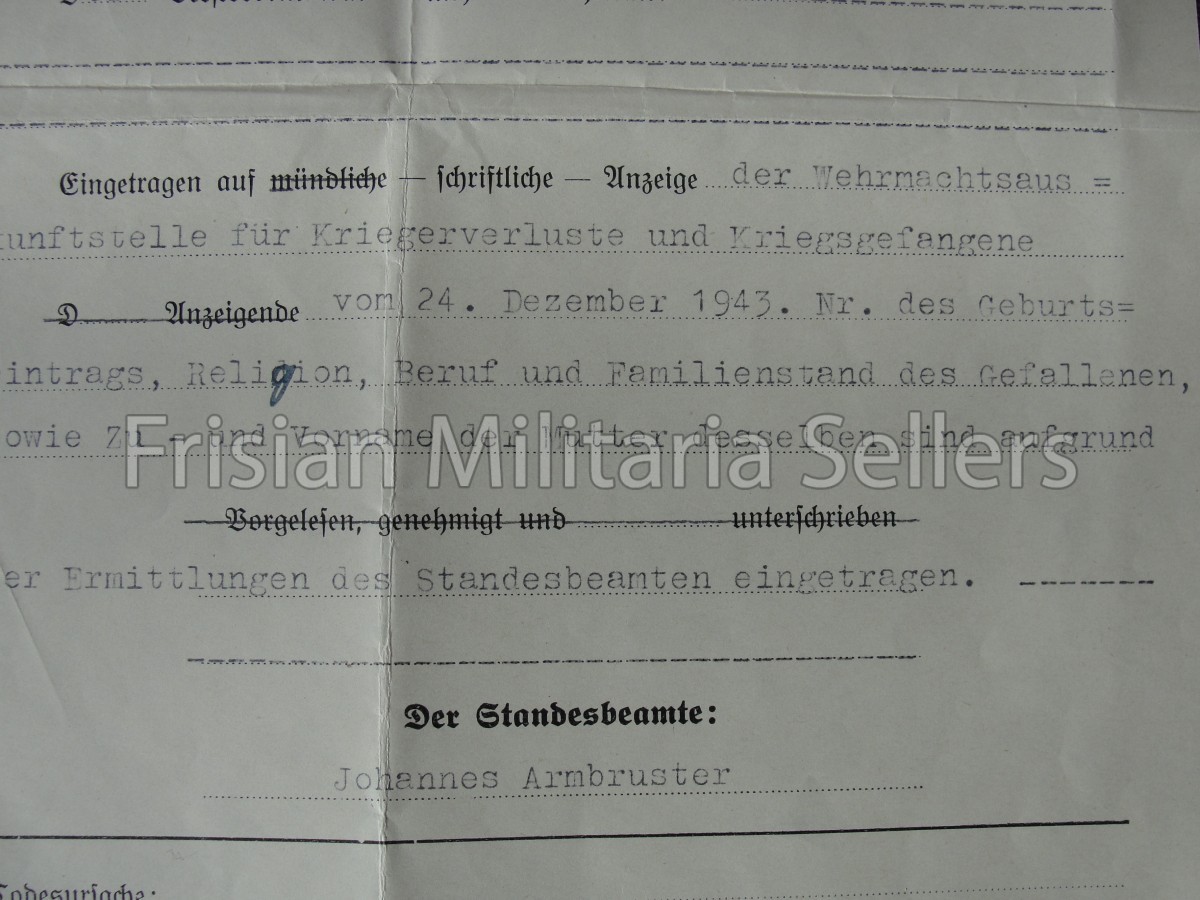 Eingetragen auf mündliche — schriftliche — Anzeige der Wehrmachtsaus =
kunftstelle für Kriegerverluste und Kriegsgefangene
D Anzeigende vom 24. Dezember 1943. Nr. des Geburts=
intrags, Religion, Beruf und Familienstand des Gefallenen,
owie Zu - und Vorname der Mutter desselben sind aufgrund
Frisian Militaria Sellers
Vorgelesen, genehmigt und unterschrieben
er Ermittlungen des Standesbeamten eingetragen. -------
Der Standesbeamte:
Johannes Armbruster
Todesursache: